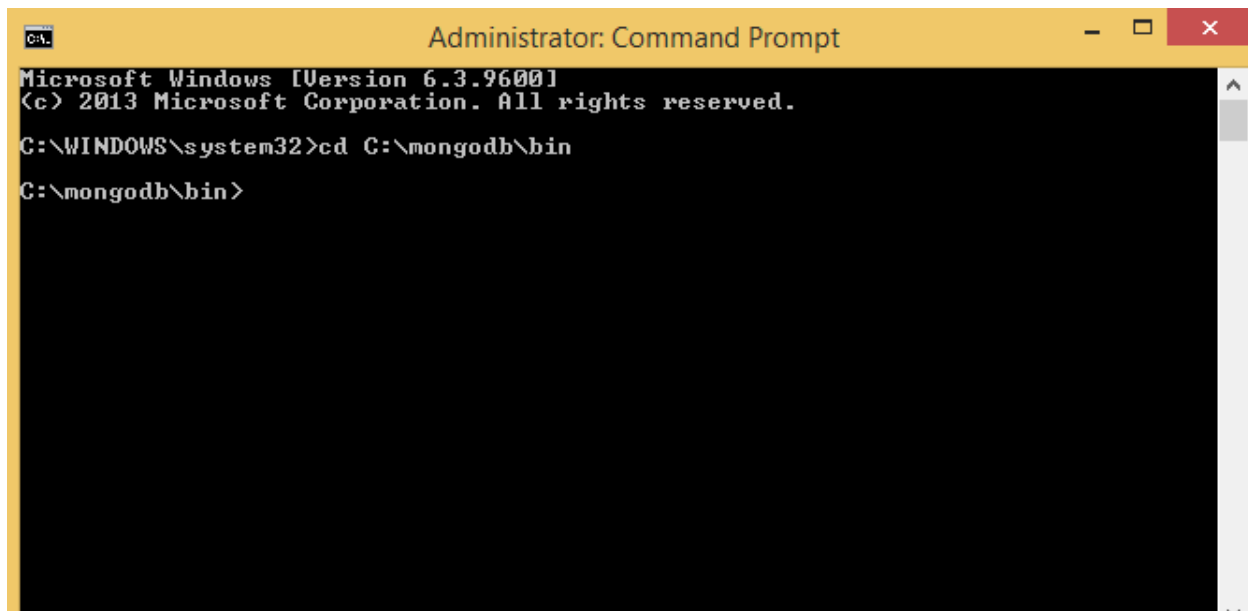 Administrator: Command Prompt
Microsoft Windows [Version 6.3.9600]
(c) 2013 Microsoft Corporation. All rights reserved.
C:\WINDOWS\system32>cd C:\mongodb\bin
C:\mongodb\bin>